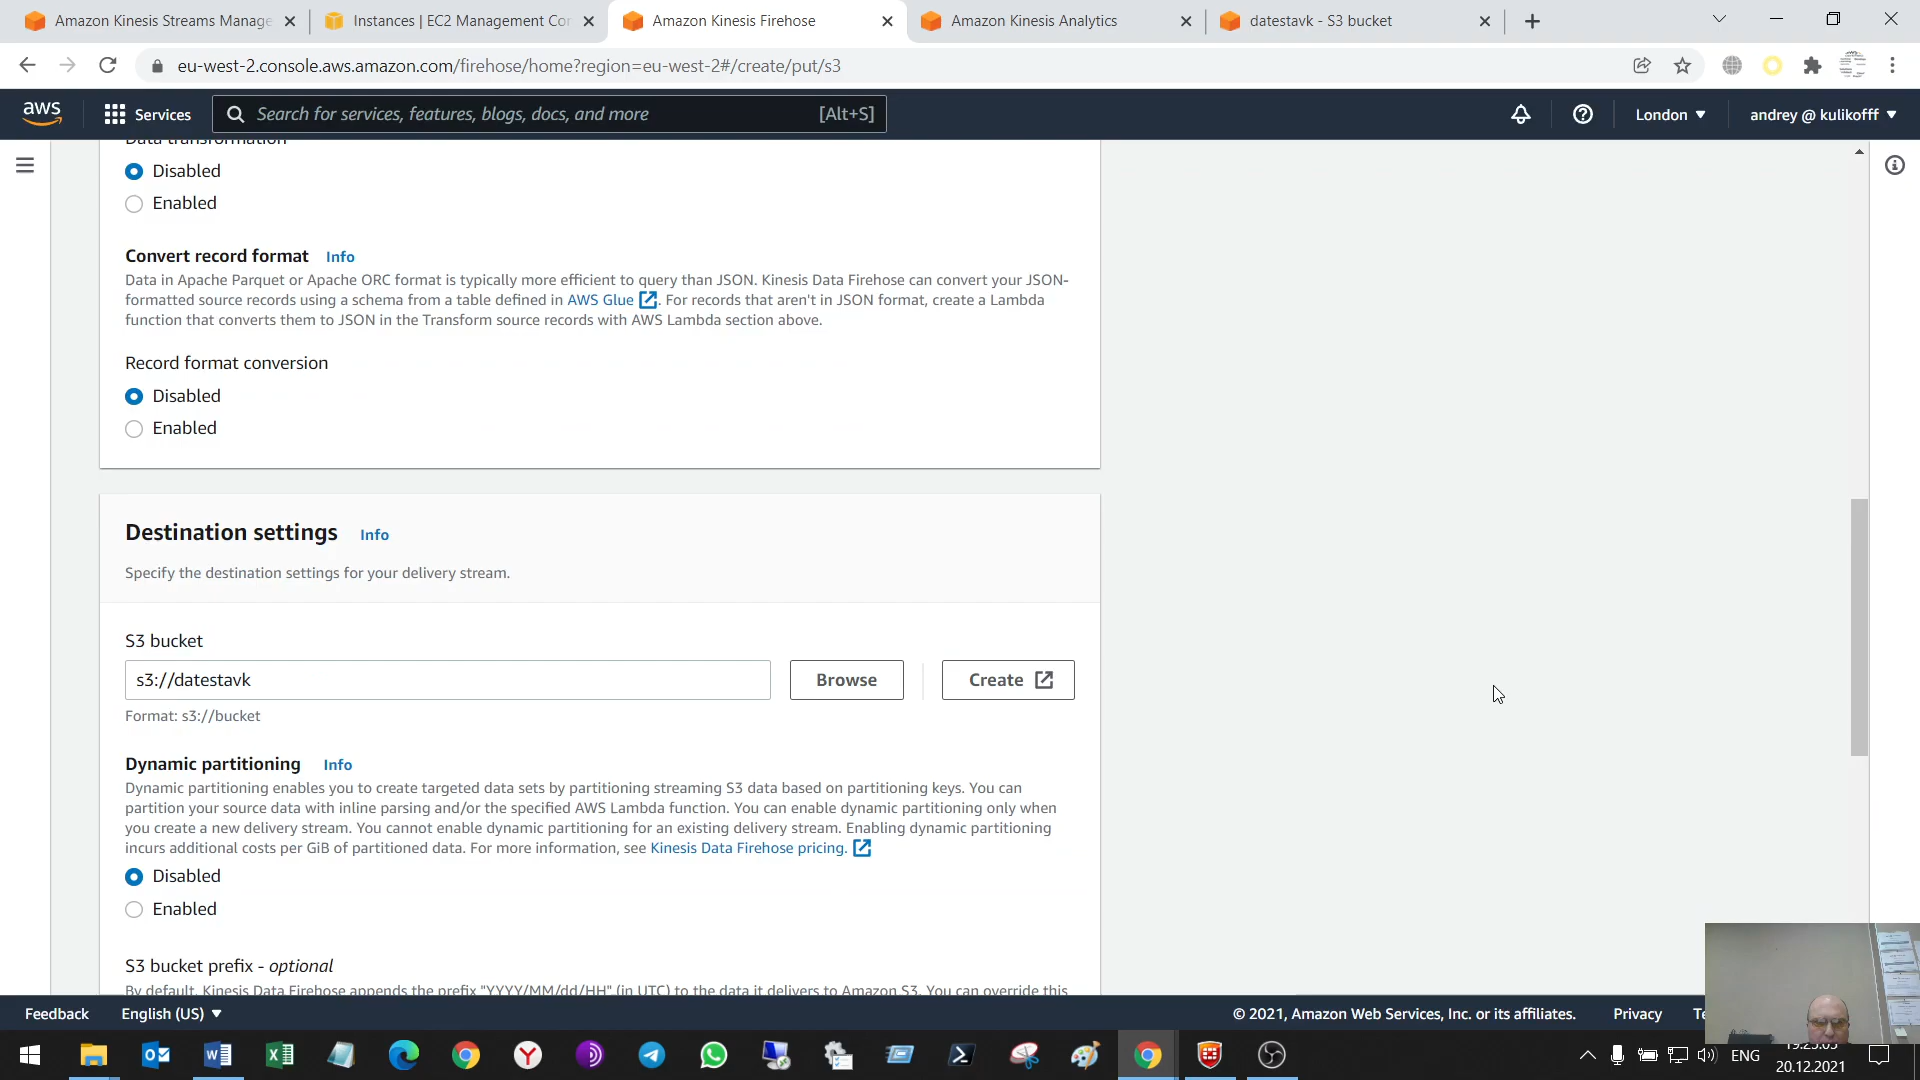 Amazon Kinesis Streams Manage
Instances | EC2 Management Co
Amazon Kinesis Firehose
Amazon Kinesis Analytics
datestavk - S3 bucket
eu-west-2.console.aws.amazon.com/firehose/home?region=eu-west-2#/create/put/s3
aws
Services
Search for services, features, blogs, docs, and more
[Alt+S]
London
andrey @ kulikofff
Data transformation
Disabled
Enabled
Convert record format Info
Data in Apache Parquet or Apache ORC format is typically more efficient to query than JSON. Kinesis Data Firehose can convert your JSON-
formatted source records using a schema from a table defined in AWS Glue. For records that aren't in JSON format, create a Lambda
function that converts them to JSON in the Transform source records with AWS Lambda section above.
Record format conversion
Disabled
Enabled
Destination settings Info
Specify the destination settings for your delivery stream.
S3 bucket
s3://datestavk
Browse
Create
Format: s3://bucket
Dynamic partitioning Info
Dynamic partitioning enables you to create targeted data sets by partitioning streaming S3 data based on partitioning keys. You can
partition your source data with inline parsing and/or the specified AWS Lambda function. You can enable dynamic partitioning only when
you create a new delivery stream. You cannot enable dynamic partitioning for an existing delivery stream. Enabling dynamic partitioning
incurs additional costs per GiB of partitioned data. For more information, see Kinesis Data Firehose pricing.
Disabled
Enabled
S3 bucket prefix - optional
By default, Kinesis Data Firehose appends the prefix "YYYY/MM/dd/HH" (in UTC) to the data it delivers to Amazon S3. You can override this
Feedback
English (US)
© 2021, Amazon Web Services, Inc. or its affiliates.
Privacy
Te
ENG
20.12.2021